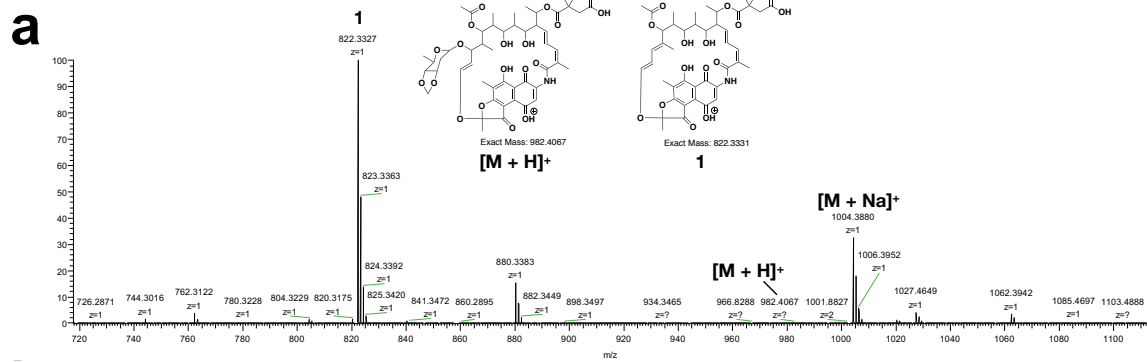 a
1
822.3327
z=1
O
O
O
O
O
OH
O
O
O
OH OH
OH
O
O
NH
O
O
OH
⊕
O
O
Exact Mass: 982.4067
[M + H]+
O
O
O
O
OH
OH OH
OH
O
O
NH
O
O
OH
⊕
O
O
Exact Mass: 822.3331
1
100
90
80
70
60
50
40
30
20
10
0
823.3363
z=1
824.3392
z=1
825.3420
z=1
726.2871
z=1
744.3016
z=1
762.3122
z=1
780.3228
z=1
804.3229
z=1
820.3175
z=1
841.3472
z=1
860.2895
z=1
880.3383
z=1
882.3449
z=1
898.3497
z=1
934.3465
z=?
966.8288
z=?
[M + H]+
982.4067
z=?
1001.8827
z=2
[M + Na]+
1004.3880
z=1
1006.3952
z=1
1027.4649
z=1
1062.3942
z=1
1085.4697
z=1
1103.4888
z=?
720 740 760 780 800 820 840 860 880 900 920 940 960 980 1000 1020 1040 1060 1080 1100
m/z